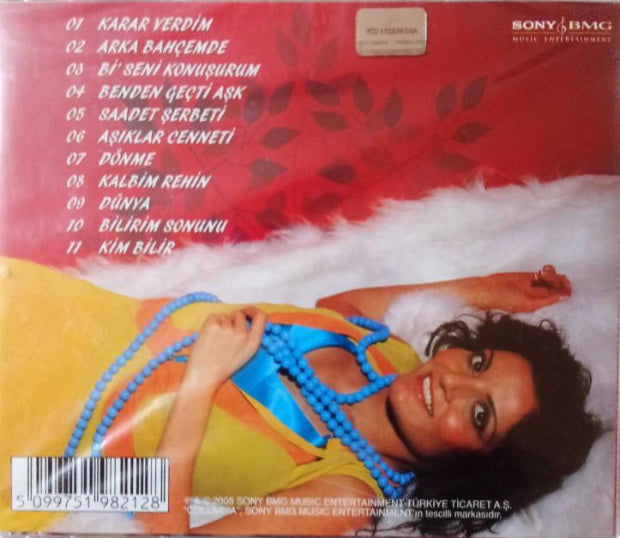 01 KARAR VERDİM
02 ARKA BAHÇEMDE
03 Bİ' SENİ KONUŞURUM
04 BENDEN GEÇTİ AŞK
05 SAADET ŞERBETİ
06 AŞIKLAR CENNETİ
07 DÖNME
08 KALBİM REHİN
09 DÜNYA
10 BİLİRİM SONUNU
11 KİM BİLİR
SONY BMG
MUSIC ENTERTAINMENT
5 099751 982128
℗ & © 2005 SONY BMG MUSIC ENTERTAINMENT TÜRKİYE TİCARET A.Ş.
"COLUMBIA", SONY BMG MUSIC ENTERTAINMENT'ın tescilli markasıdır.